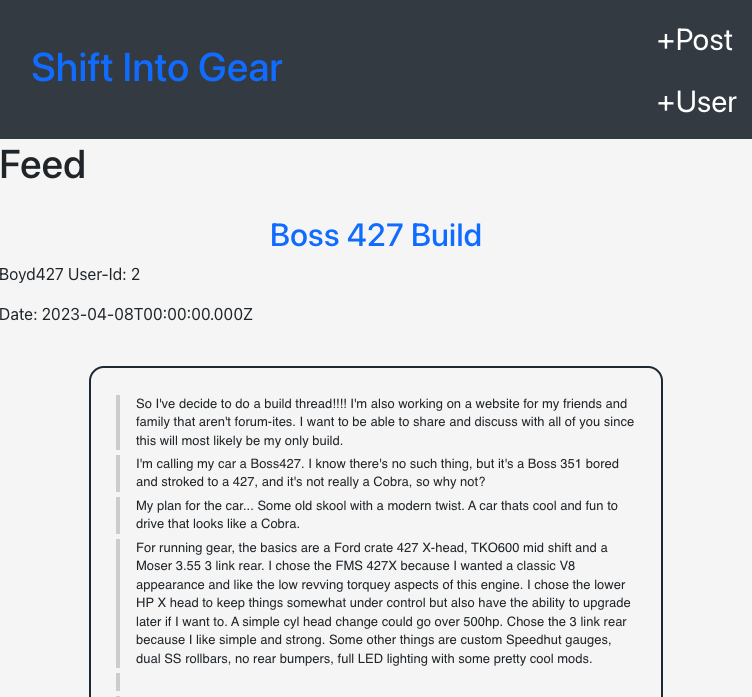 Shift Into Gear
+Post
+User
Feed
Boss 427 Build
Boyd427 User-Id: 2
Date: 2023-04-08T00:00:00.000Z
So I've decide to do a build thread!!!! I'm also working on a website for my friends and
family that aren't forum-ites. I want to be able to share and discuss with all of you since
this will most likely be my only build.
I'm calling my car a Boss427. I know there's no such thing, but it's a Boss 351 bored
and stroked to a 427, and it's not really a Cobra, so why not?
My plan for the car... Some old skool with a modern twist. A car thats cool and fun to
drive that looks like a Cobra.
For running gear, the basics are a Ford crate 427 X-head, TKO600 mid shift and a
Moser 3.55 3 link rear. I chose the FMS 427X because I wanted a classic V8
appearance and like the low revving torquey aspects of this engine. I chose the lower
HP X head to keep things somewhat under control but also have the ability to upgrade
later if I want to. A simple cyl head change could go over 500hp. Chose the 3 link rear
because I like simple and strong. Some other things are custom Speedhut gauges,
dual SS rollbars, no rear bumpers, full LED lighting with some pretty cool mods.